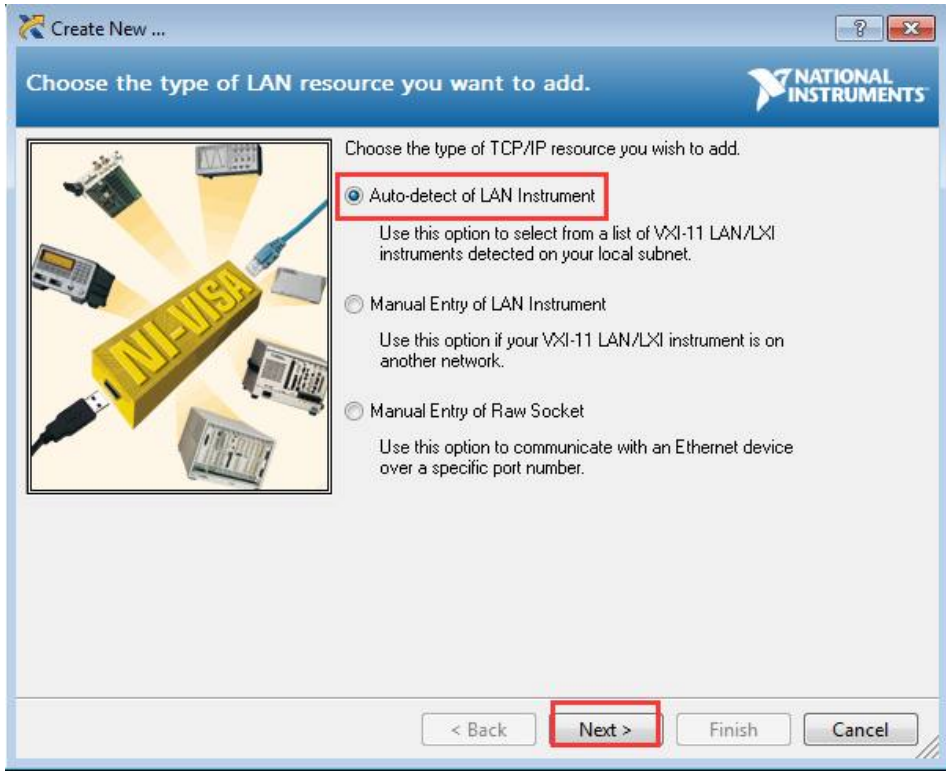 Create New ...
Choose the type of LAN resource you want to add.
NATIONAL
INSTRUMENTS
Choose the type of TCP/IP resource you wish to add.
Auto-detect of LAN Instrument
Use this option to select from a list of VXI-11 LAN/LXI
instruments detected on your local subnet.
Manual Entry of LAN Instrument
Use this option if your VXI-11 LAN/LXI instrument is on
another network.
Manual Entry of Raw Socket
Use this option to communicate with an Ethernet device
over a specific port number.
NI-VISA
< Back
Next >
Finish
Cancel